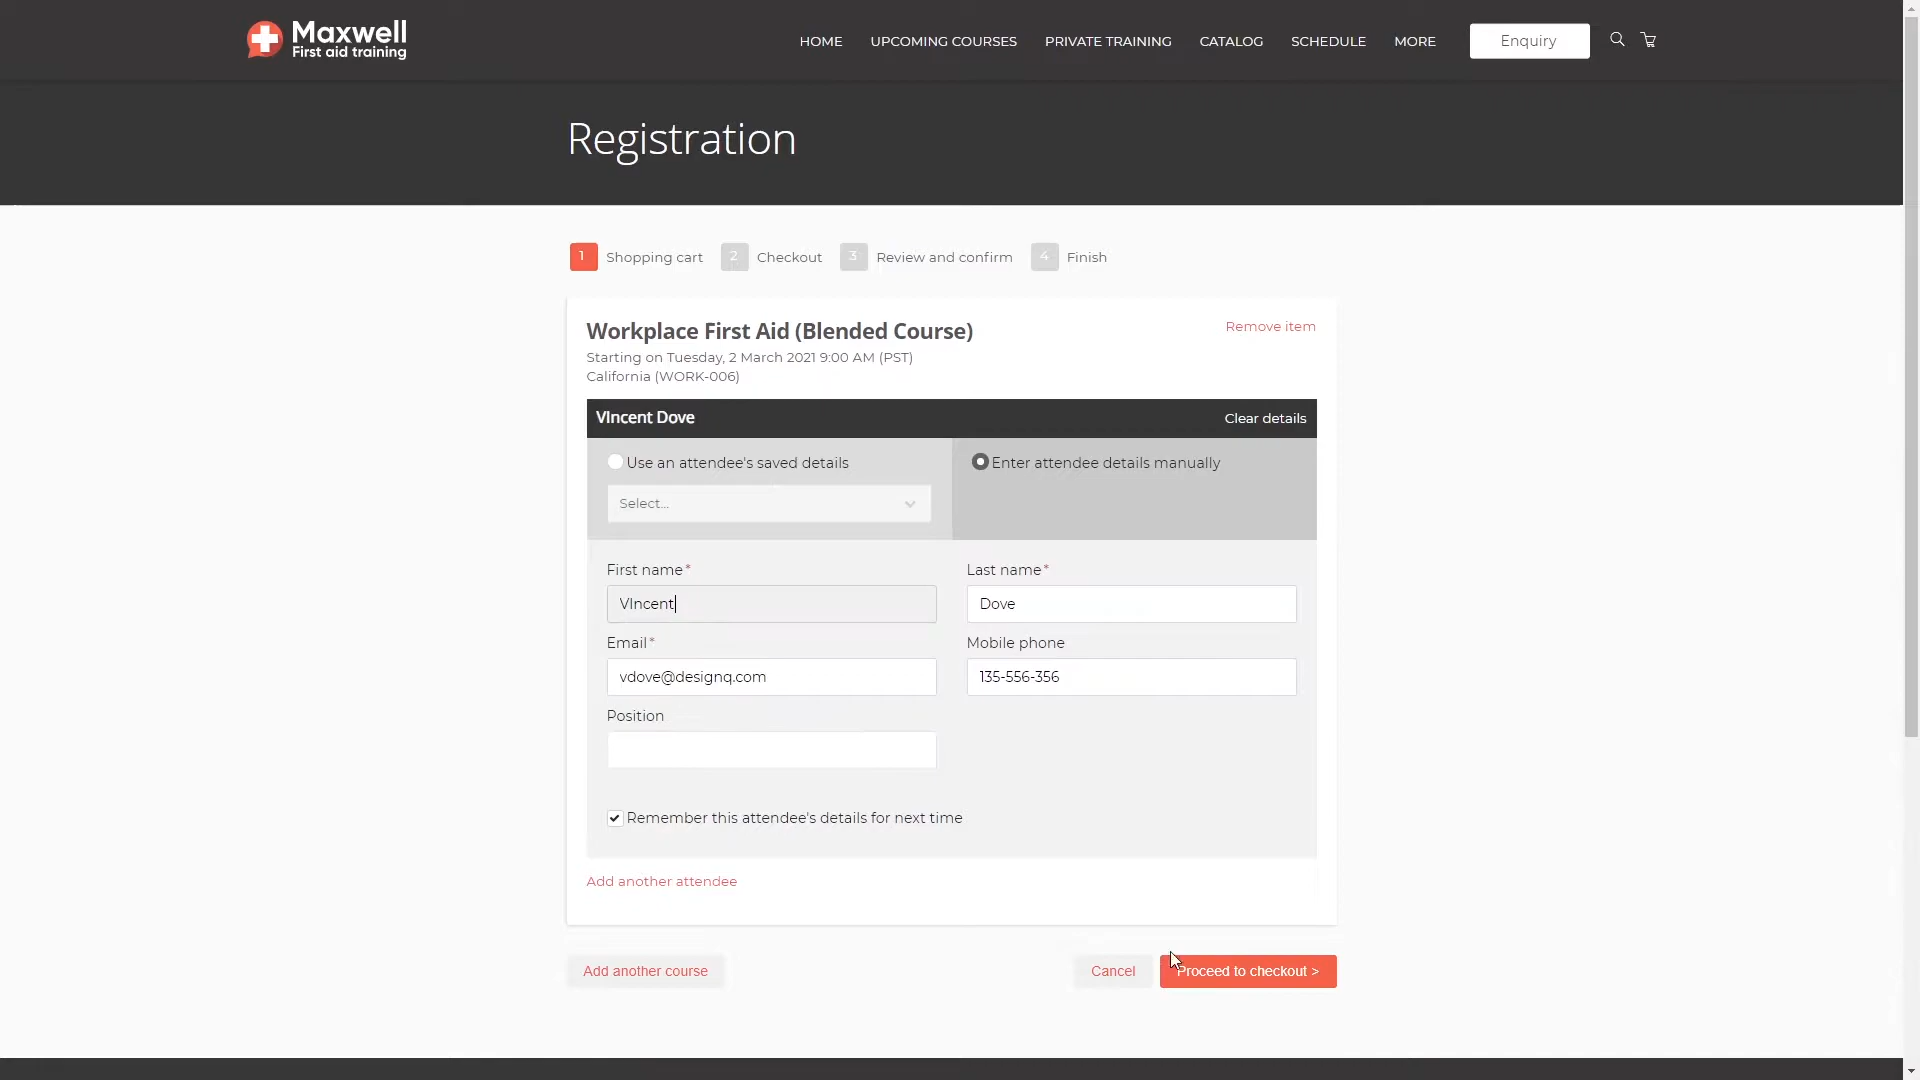 Maxwell
First aid training
HOME UPCOMING COURSES PRIVATE TRAINING CATALOG SCHEDULE MORE Enquiry
Registration
1 Shopping cart 2 Checkout 3 Review and confirm 4 Finish
Workplace First Aid (Blended Course) Remove item
Starting on Tuesday, 2 March 2021 9:00 AM (PST)
California (WORK-006)
VIncent Dove Clear details
Use an attendee's saved details Enter attendee details manually
Select...
First name* Last name*
VIncent Dove
Email* Mobile phone
vdove@designq.com 135-556-356
Position
Remember this attendee's details for next time
Add another attendee
Add another course Cancel Proceed to checkout >